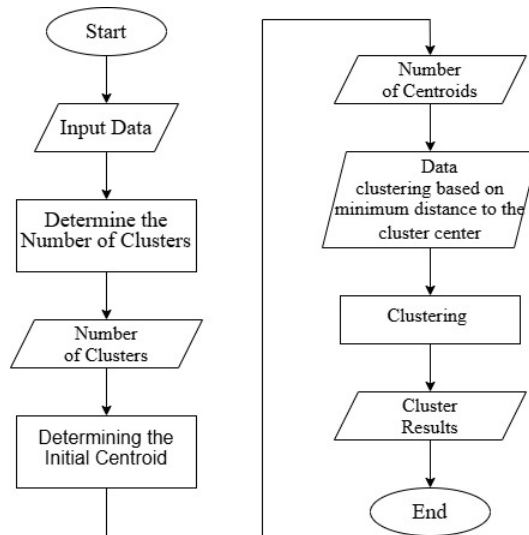 Start
Input Data
Determine the
Number of Clusters
Number
of Clusters
Determining the
Initial Centroid
Number
of Centroids
Data
clustering based on
minimum distance to the
cluster center
Clustering
Cluster
Results
End